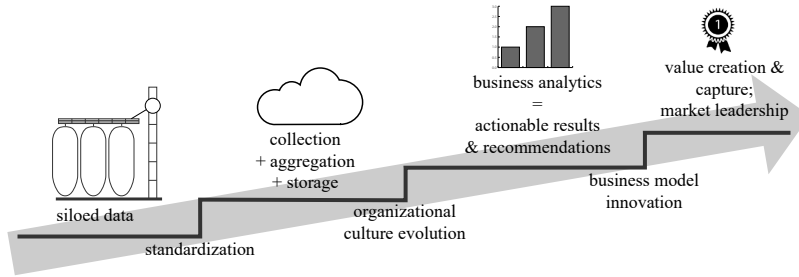 siloed data
standardization
collection
+ aggregation
+ storage
organizational
culture evolution
business analytics
=
actionable results
& recommendations
business model
innovation
1
value creation &
capture;
market leadership